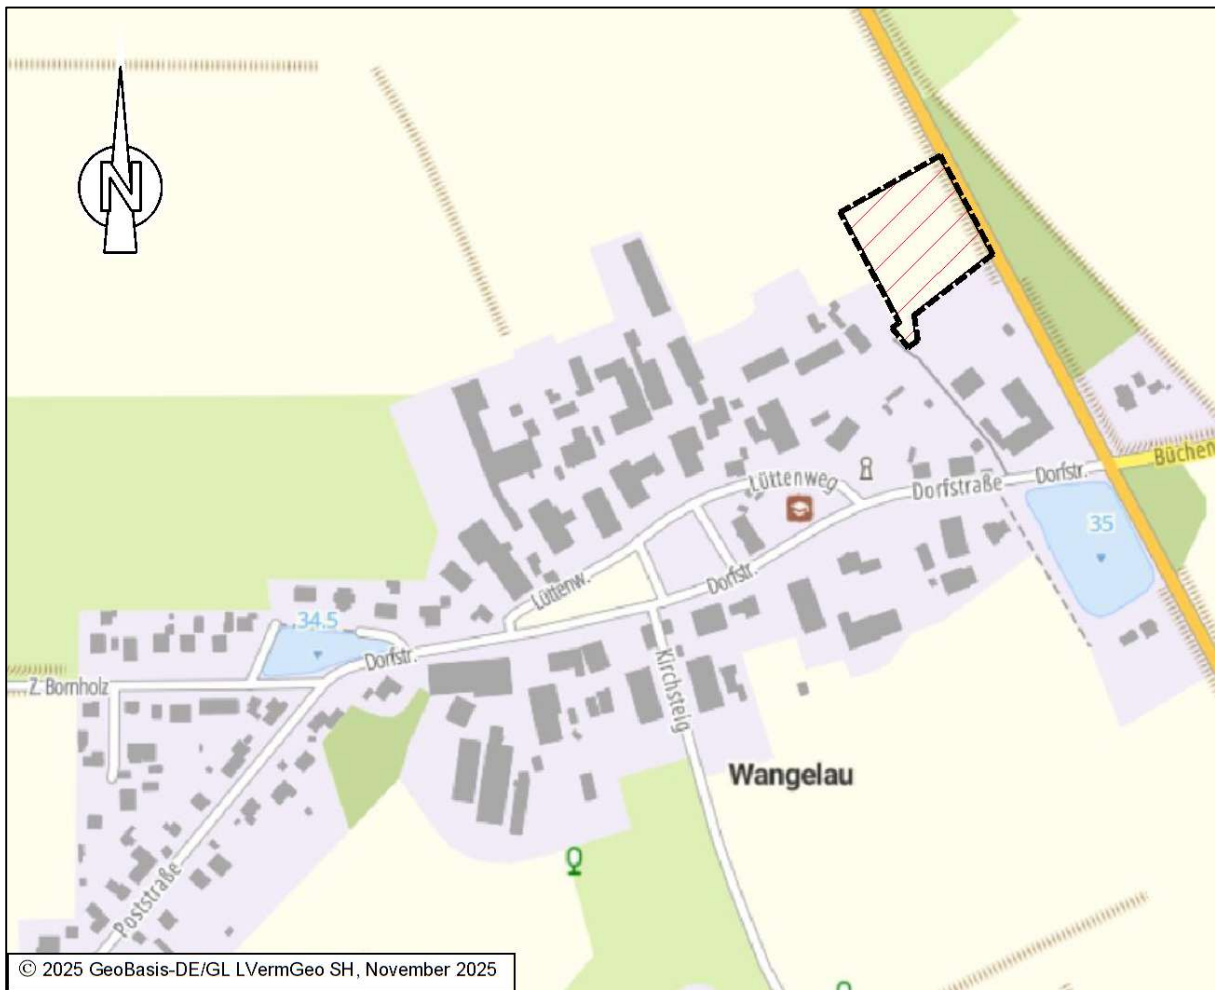 N
Büchen
Lüttenweg
Dorfstraße
Dorfstr.
35
Lüttenw.
Dorfstr.
34.5
Dorfstr.
Kirchsteig
Z. Bornholz
Wangelau
Poststraße
© 2025 GeoBasis-DE/GL LVermGeo SH, November 2025